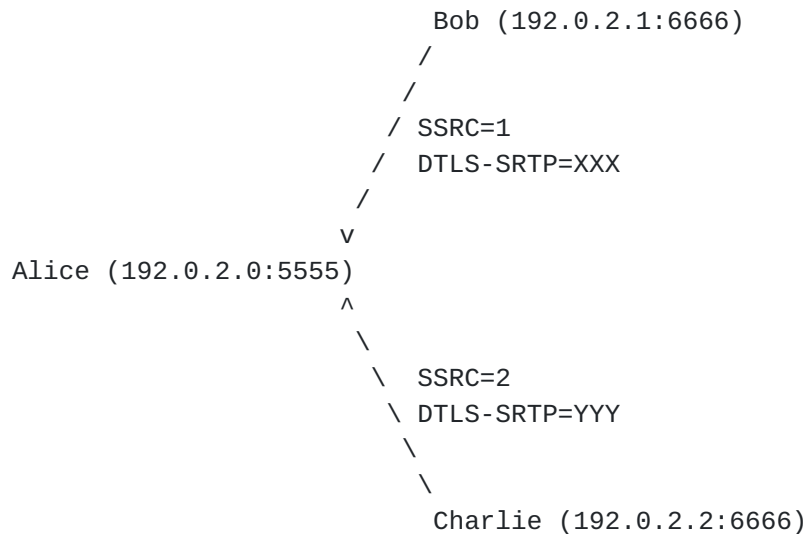 Bob (192.0.2.1:6666)
/
/
/ SSRC=1
/ DTLS-SRTP=XXX
/
v
Alice (192.0.2.0:5555)
^
\
\ SSRC=2
\ DTLS-SRTP=YYY
\
\
Charlie (192.0.2.2:6666)